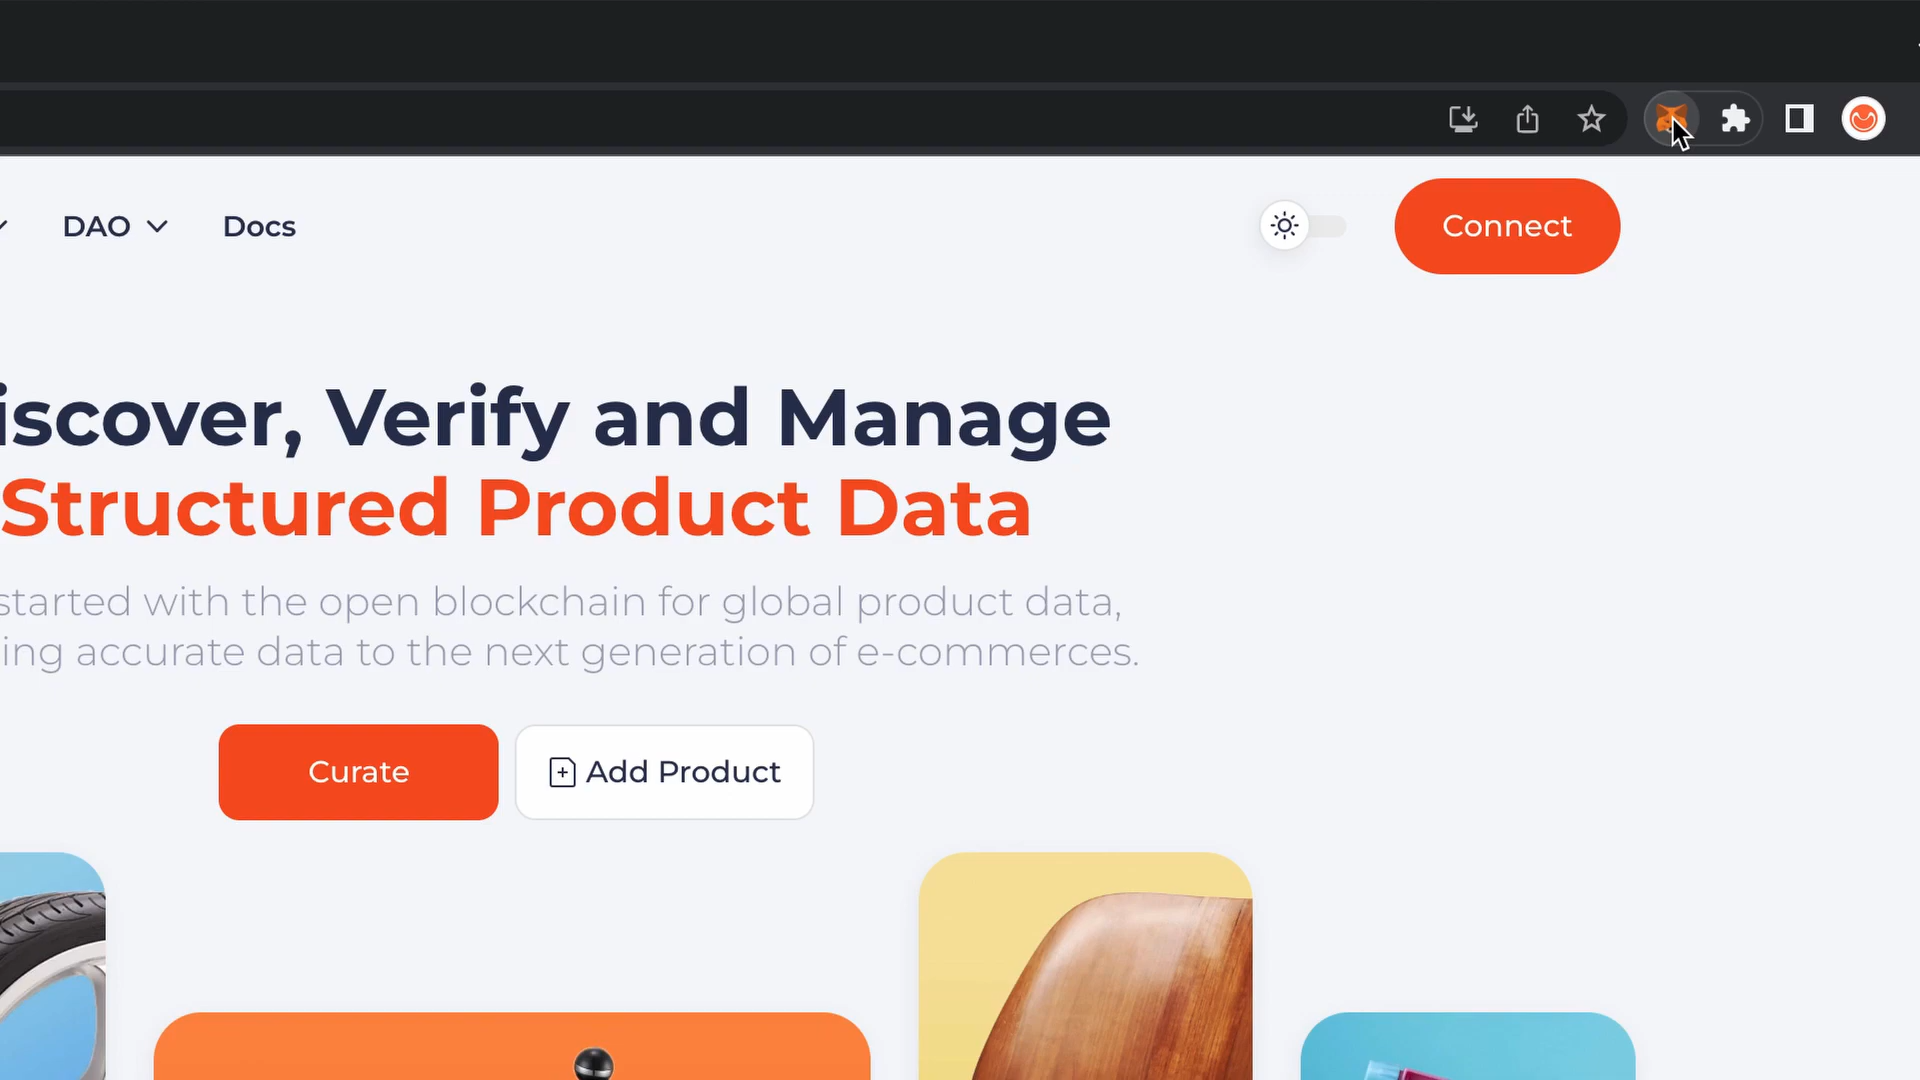 DAO
Docs
Connect
iscover, Verify and Manage
Structured Product Data
started with the open blockchain for global product data,
ing accurate data to the next generation of e-commerces.
Curate
Add Product